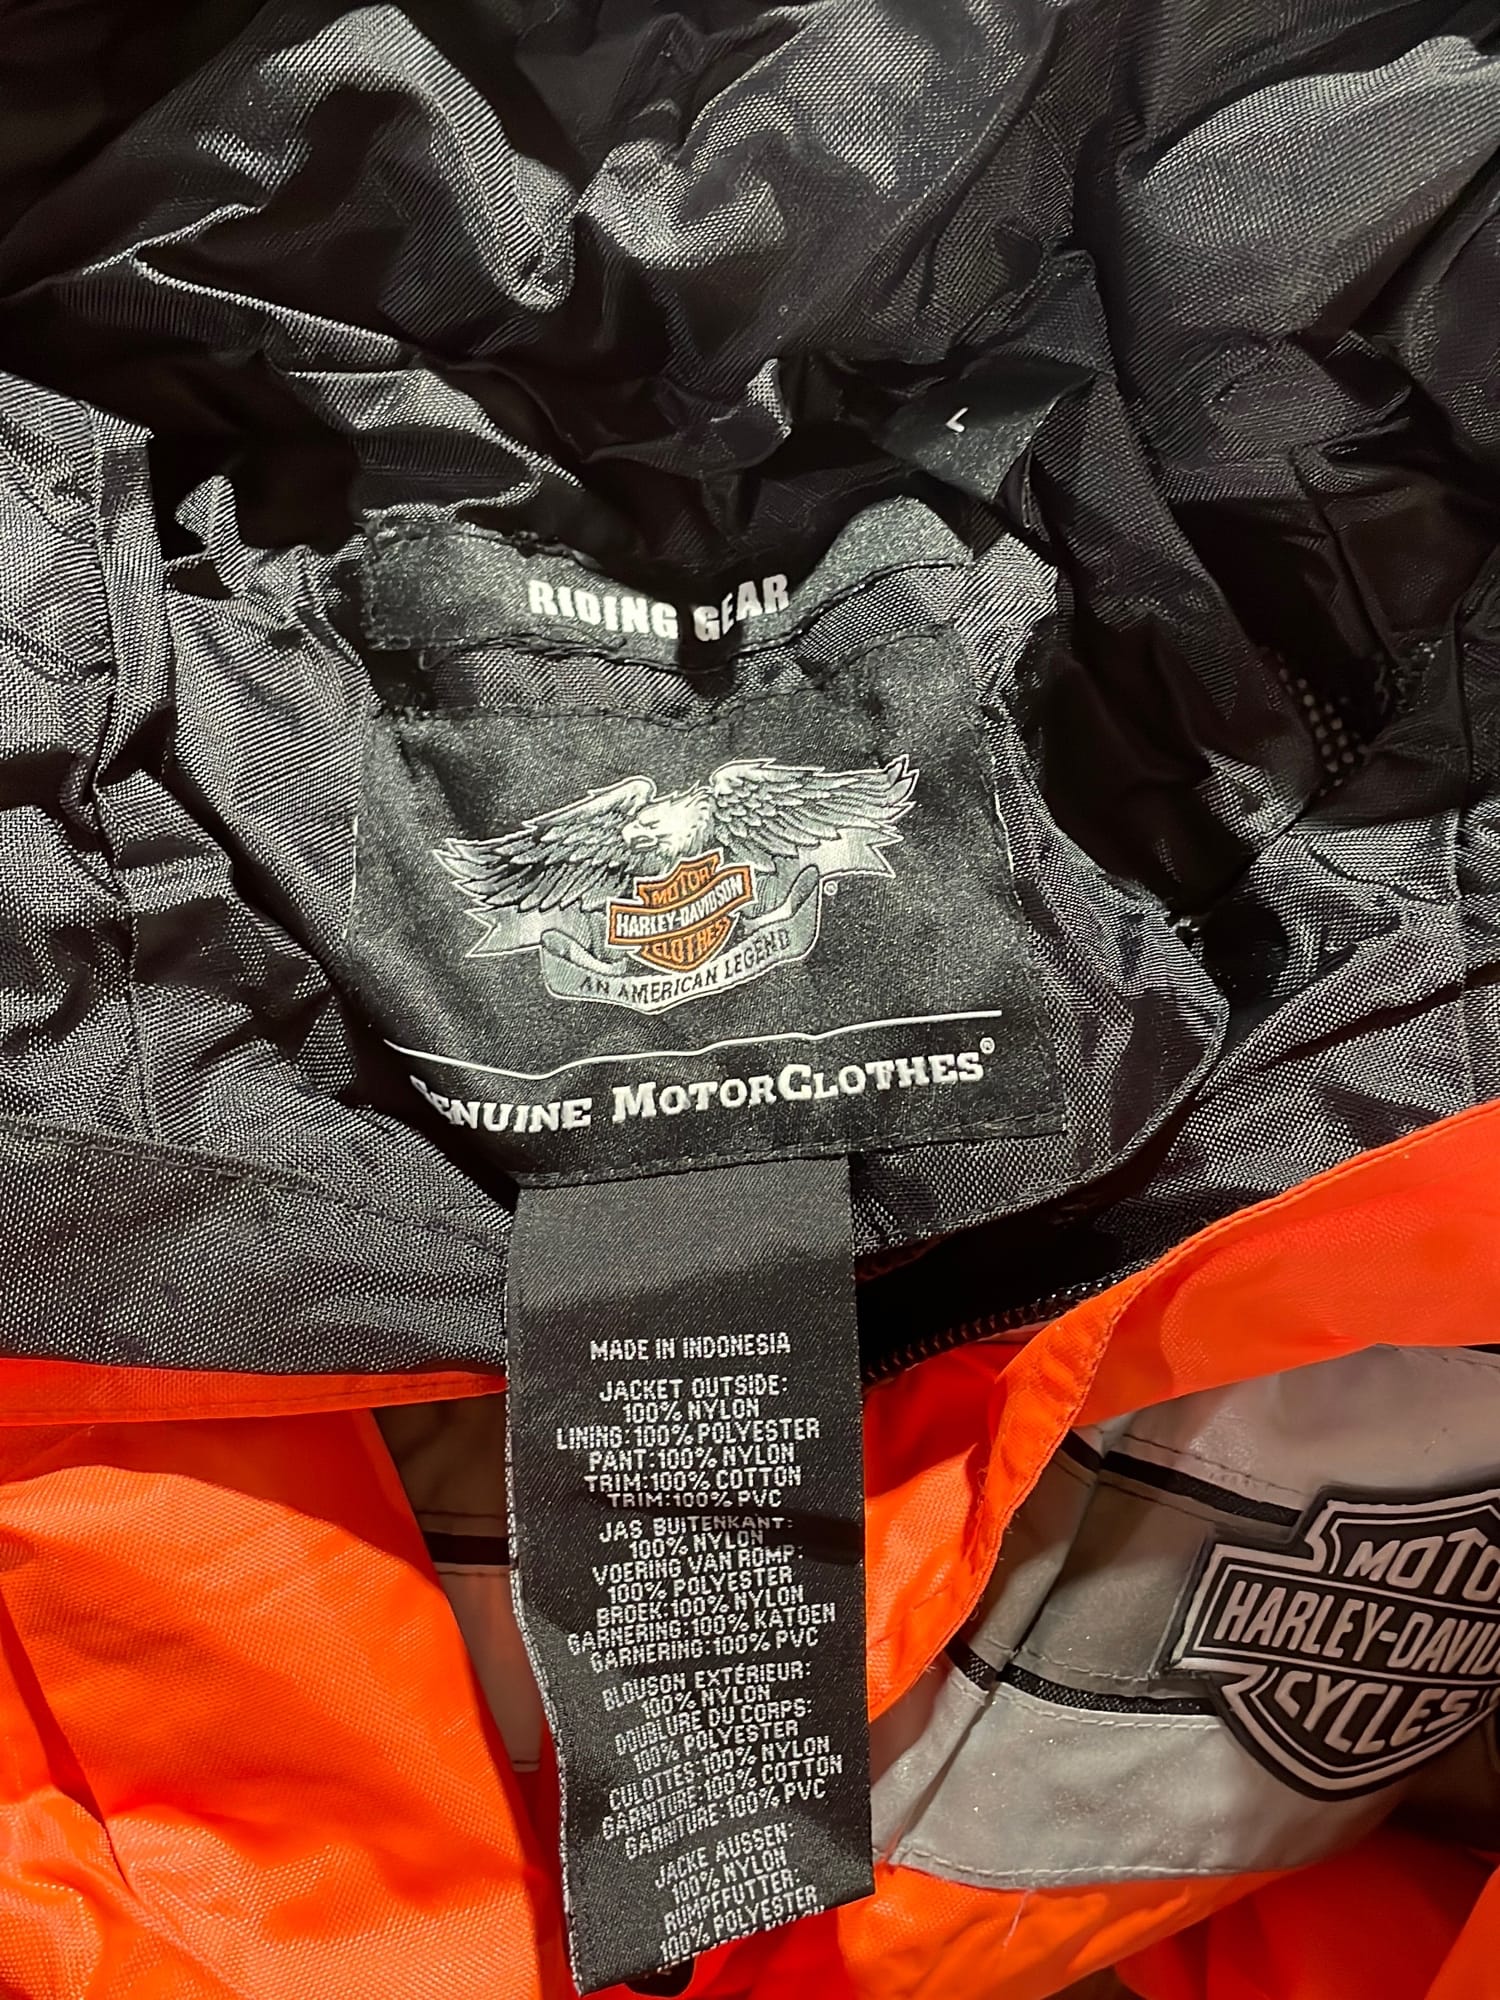 L
RIDING GEAR
MOTOR
HARLEY-DAVIDSON
CLOTHES
®
AN AMERICAN LEGEND
GENUINE MOTORCLOTHES®
MADE IN INDONESIA
JACKET OUTSIDE:
100% NYLON
LINING:100% POLYESTER
PANT:100% NYLON
TRIM:100% COTTON
TRIM:100% PVC
JAS BUITENKANT:
100% NYLON
VOERING VAN ROMP:
100% POLYESTER
BROEK:100% NYLON
GARNERING:100% KATOEN
GARNERING:100% PVC
BLOUSON EXTÉRIEUR:
100% NYLON
DOUBLURE DU CORPS:
100% POLYESTER
CULOTTES:100% NYLON
GARNITURE:100% COTTON
GARNITURE:100% PVC
JACKE AUSSEN:
100% NYLON
RUMPFFUTTER:
100% POLYESTER
MOTO
HARLEY-DAVID
CYCLES